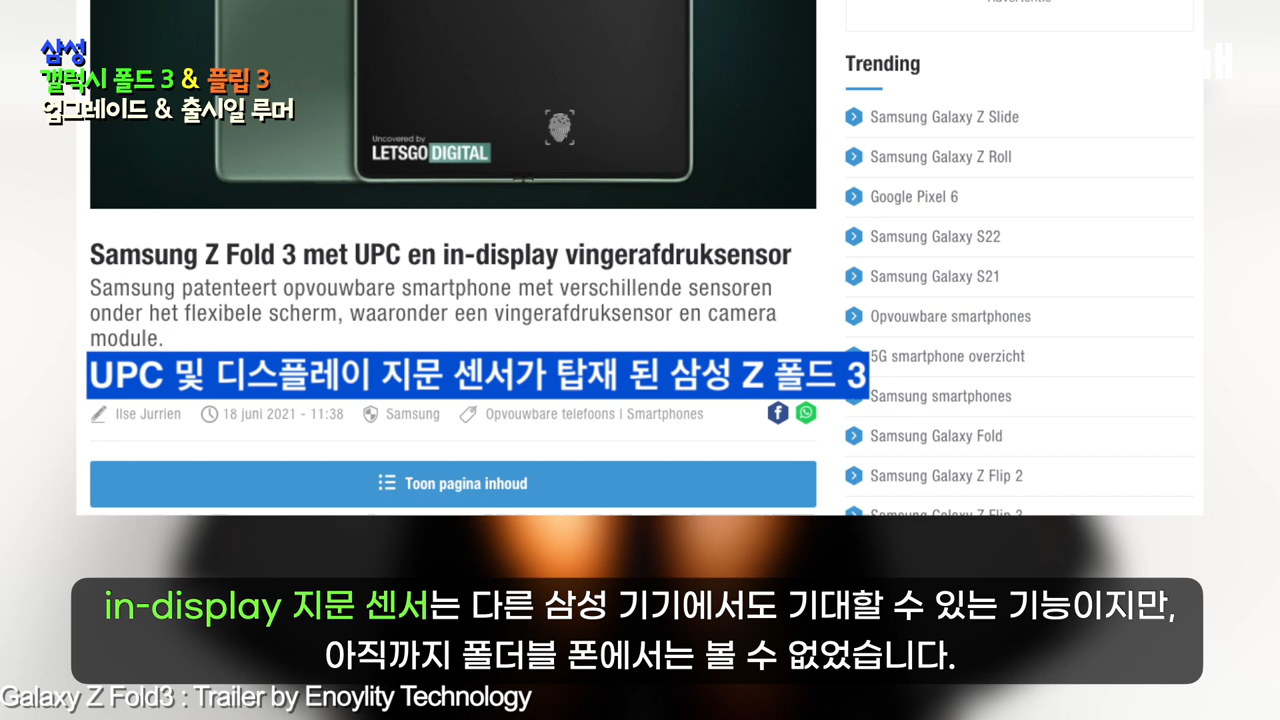 삼성
갤럭시 폴드 3 & 플립 3
업그레이드 & 출시일 루머
Uncovered by
LETSGO DIGITAL
Samsung Z Fold 3 met UPC en in-display vingerafdruksensor
Samsung patenteert opvouwbare smartphone met verschillende sensoren
onder het flexibele scherm, waaronder een vingerafdruksensor en camera
module.
UPC 및 디스플레이 지문 센서가 탑재 된 삼성 Z 폴드 3
Ilse Jurrien 18 juni 2021 - 11:38 Samsung Opvouwbare telefoons | Smartphones
Toon pagina inhoud
Trending
Samsung Galaxy Z Slide
Samsung Galaxy Z Roll
Google Pixel 6
Samsung Galaxy S22
Samsung Galaxy S21
Opvouwbare smartphones
5G smartphone overzicht
Samsung smartphones
Samsung Galaxy Fold
Samsung Galaxy Z Flip 2
in-display 지문 센서는 다른 삼성 기기에서도 기대할 수 있는 기능이지만,
아직까지 폴더블 폰에서는 볼 수 없었습니다.
Galaxy Z Fold3 : Trailer by Enoylity Technology